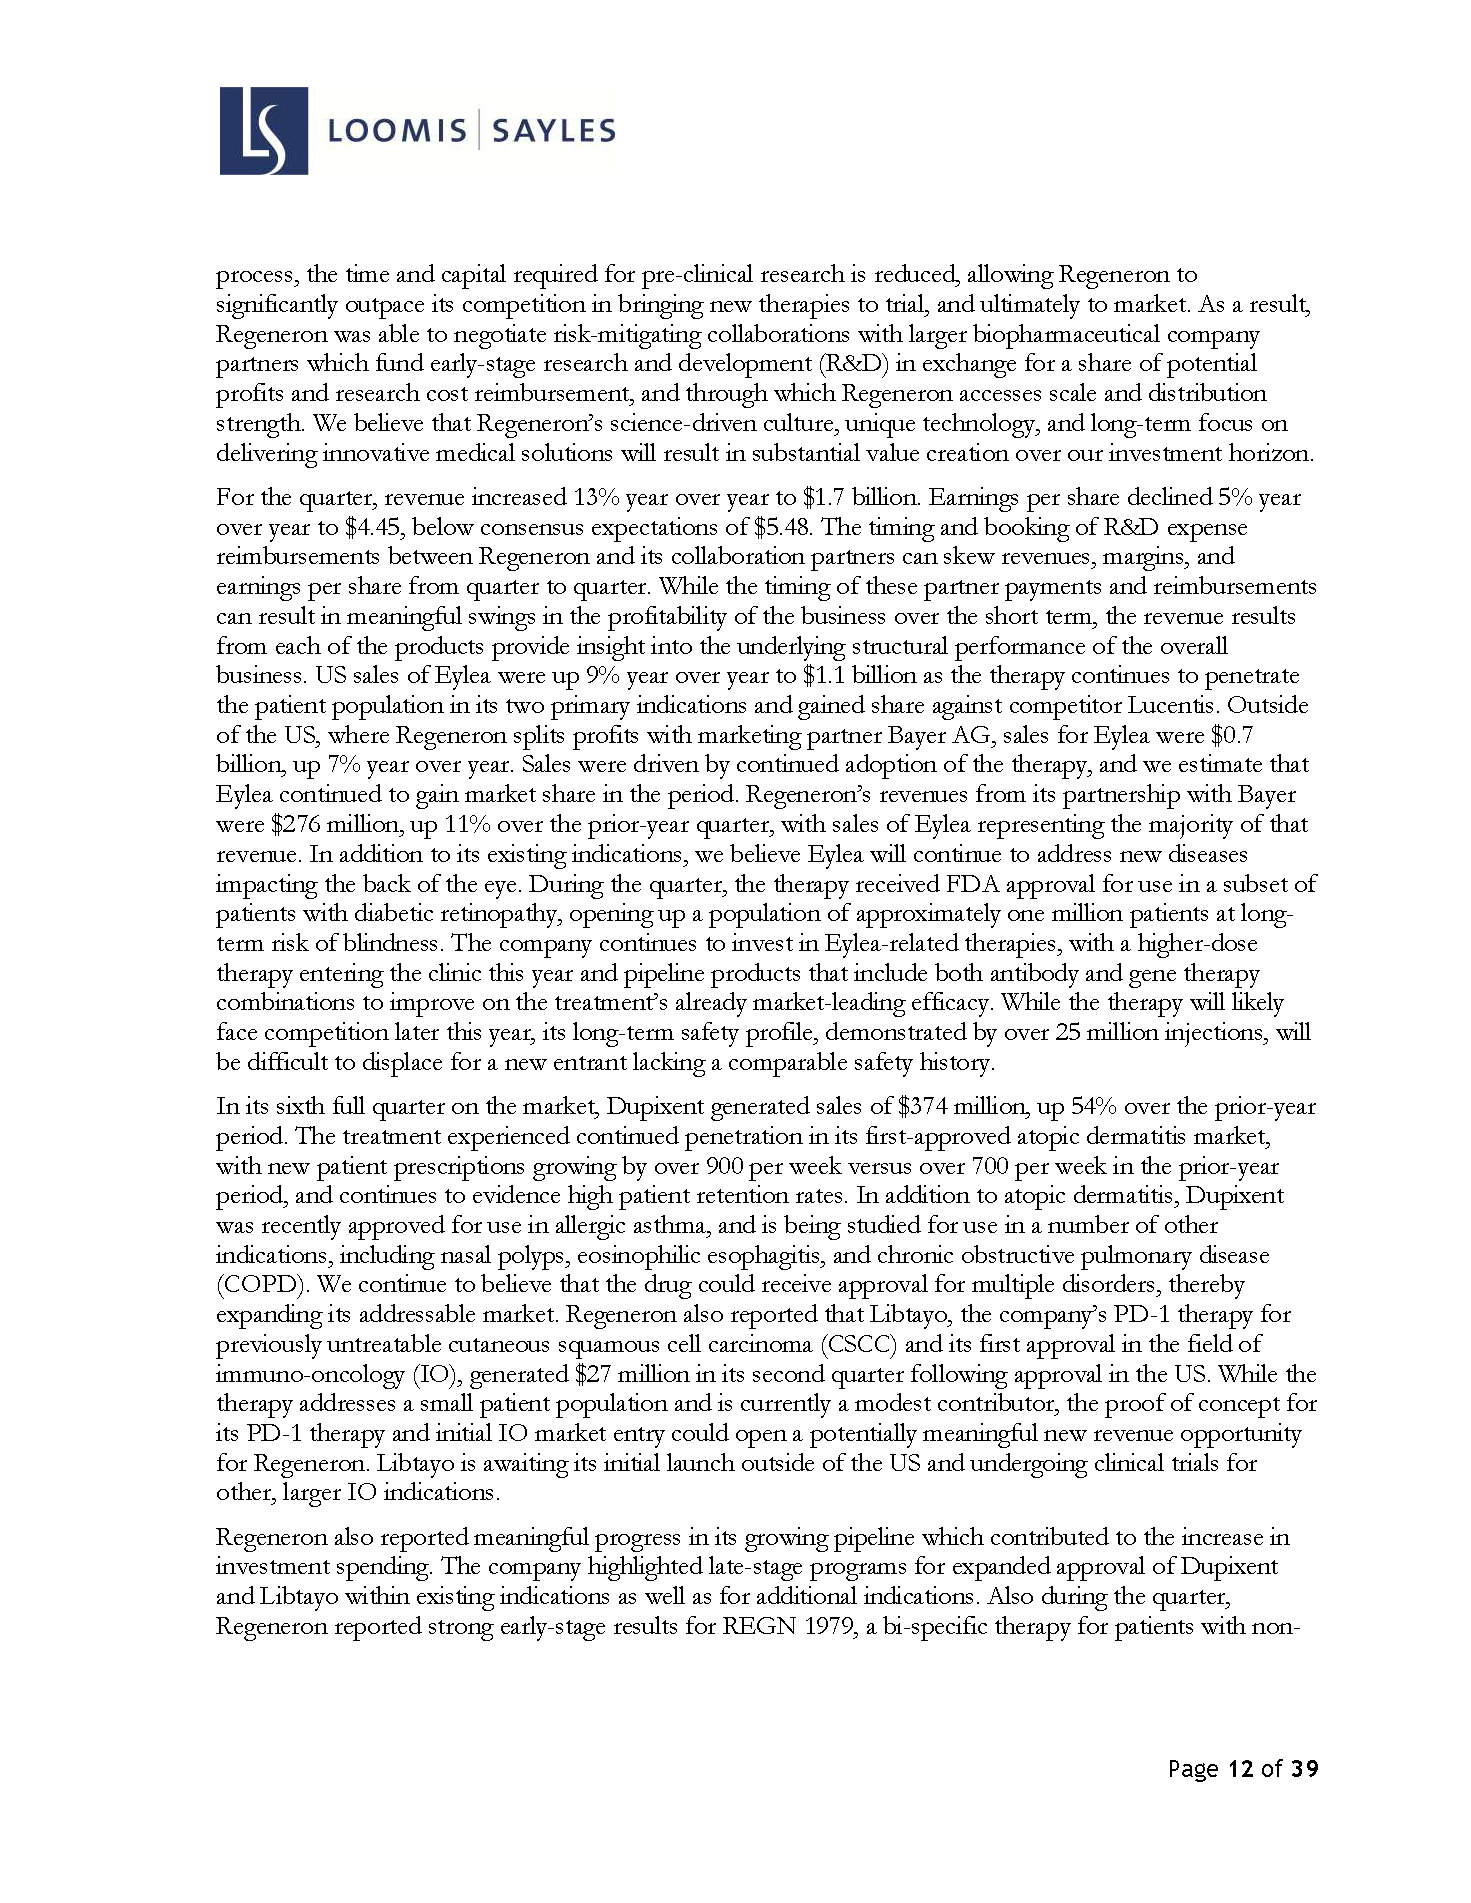 LS LOOMIS | SAYLES
process, the time and capital required for pre-clinical research is reduced, allowing Regeneron to
significantly outpace its competition in bringing new therapies to trial, and ultimately to market. As a result,
Regeneron was able to negotiate risk-mitigating collaborations with larger biopharmaceutical company
partners which fund early-stage research and development (R&D) in exchange for a share of potential
profits and research cost reimbursement, and through which Regeneron accesses scale and distribution
strength. We believe that Regeneron’s science-driven culture, unique technology, and long-term focus on
delivering innovative medical solutions will result in substantial value creation over our investment horizon.
For the quarter, revenue increased 13% year over year to $1.7 billion. Earnings per share declined 5% year
over year to $4.45, below consensus expectations of $5.48. The timing and booking of R&D expense
reimbursements between Regeneron and its collaboration partners can skew revenues, margins, and
earnings per share from quarter to quarter. While the timing of these partner payments and reimbursements
can result in meaningful swings in the profitability of the business over the short term, the revenue results
from each of the products provide insight into the underlying structural performance of the overall
business. US sales of Eylea were up 9% year over year to $1.1 billion as the therapy continues to penetrate
the patient population in its two primary indications and gained share against competitor Lucentis. Outside
of the US, where Regeneron splits profits with marketing partner Bayer AG, sales for Eylea were $0.7
billion, up 7% year over year. Sales were driven by continued adoption of the therapy, and we estimate that
Eylea continued to gain market share in the period. Regeneron’s revenues from its partnership with Bayer
were $276 million, up 11% over the prior-year quarter, with sales of Eylea representing the majority of that
revenue. In addition to its existing indications, we believe Eylea will continue to address new diseases
impacting the back of the eye. During the quarter, the therapy received FDA approval for use in a subset of
patients with diabetic retinopathy, opening up a population of approximately one million patients at long-
term risk of blindness. The company continues to invest in Eylea-related therapies, with a higher-dose
therapy entering the clinic this year and pipeline products that include both antibody and gene therapy
combinations to improve on the treatment’s already market-leading efficacy. While the therapy will likely
face competition later this year, its long-term safety profile, demonstrated by over 25 million injections, will
be difficult to displace for a new entrant lacking a comparable safety history.
In its sixth full quarter on the market, Dupixent generated sales of $374 million, up 54% over the prior-year
period. The treatment experienced continued penetration in its first-approved atopic dermatitis market,
with new patient prescriptions growing by over 900 per week versus over 700 per week in the prior-year
period, and continues to evidence high patient retention rates. In addition to atopic dermatitis, Dupixent
was recently approved for use in allergic asthma, and is being studied for use in a number of other
indications, including nasal polyps, eosinophilic esophagitis, and chronic obstructive pulmonary disease
(COPD). We continue to believe that the drug could receive approval for multiple disorders, thereby
expanding its addressable market. Regeneron also reported that Libtayo, the company’s PD-1 therapy for
previously untreatable cutaneous squamous cell carcinoma (CSCC) and its first approval in the field of
immuno-oncology (IO), generated $27 million in its second quarter following approval in the US. While the
therapy addresses a small patient population and is currently a modest contributor, the proof of concept for
its PD-1 therapy and initial IO market entry could open a potentially meaningful new revenue opportunity
for Regeneron. Libtayo is awaiting its initial launch outside of the US and undergoing clinical trials for
other, larger IO indications.
Regeneron also reported meaningful progress in its growing pipeline which contributed to the increase in
investment spending. The company highlighted late-stage programs for expanded approval of Dupixent
and Libtayo within existing indications as well as for additional indications. Also during the quarter,
Regeneron reported strong early-stage results for REGN 1979, a bi-specific therapy for patients with non-
Page 12 of 39